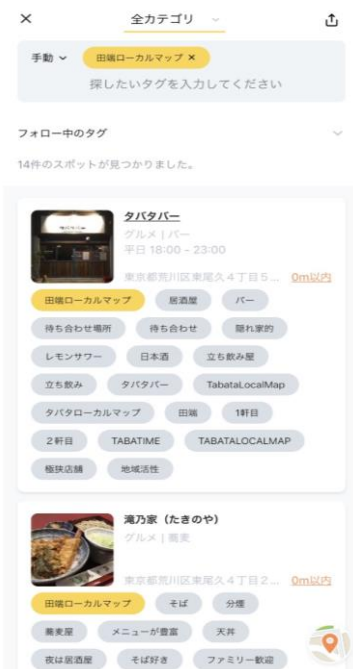 × 全カテゴリ
手動 田端ローカルマップ ×
探したいタグを入力してください
フォロー中のタグ
14件のスポットが見つかりました。
タバタバー
グルメ | バー
平日 18:00 – 23:00
東京都荒川区東尾久４丁目５... 0m以内
田端ローカルマップ 居酒屋 バー
待ち合わせ場所 待ち合わせ 隠れ家的
レモンサワー 日本酒 立ち飲み屋
立ち飲み タバタバー TabataLocalMap
タバタローカルマップ 田端 1軒目
２軒目 TABATIME TABATALOCALMAP
極狭店舗 地域活性
滝乃家（たきのや）
グルメ | 蕎麦
東京都荒川区東尾久４丁目２... 0m以内
田端ローカルマップ そば 分煙
蕎麦屋 メニューが豊富 天丼
夜は居酒屋 そば好き ファミリー歓迎